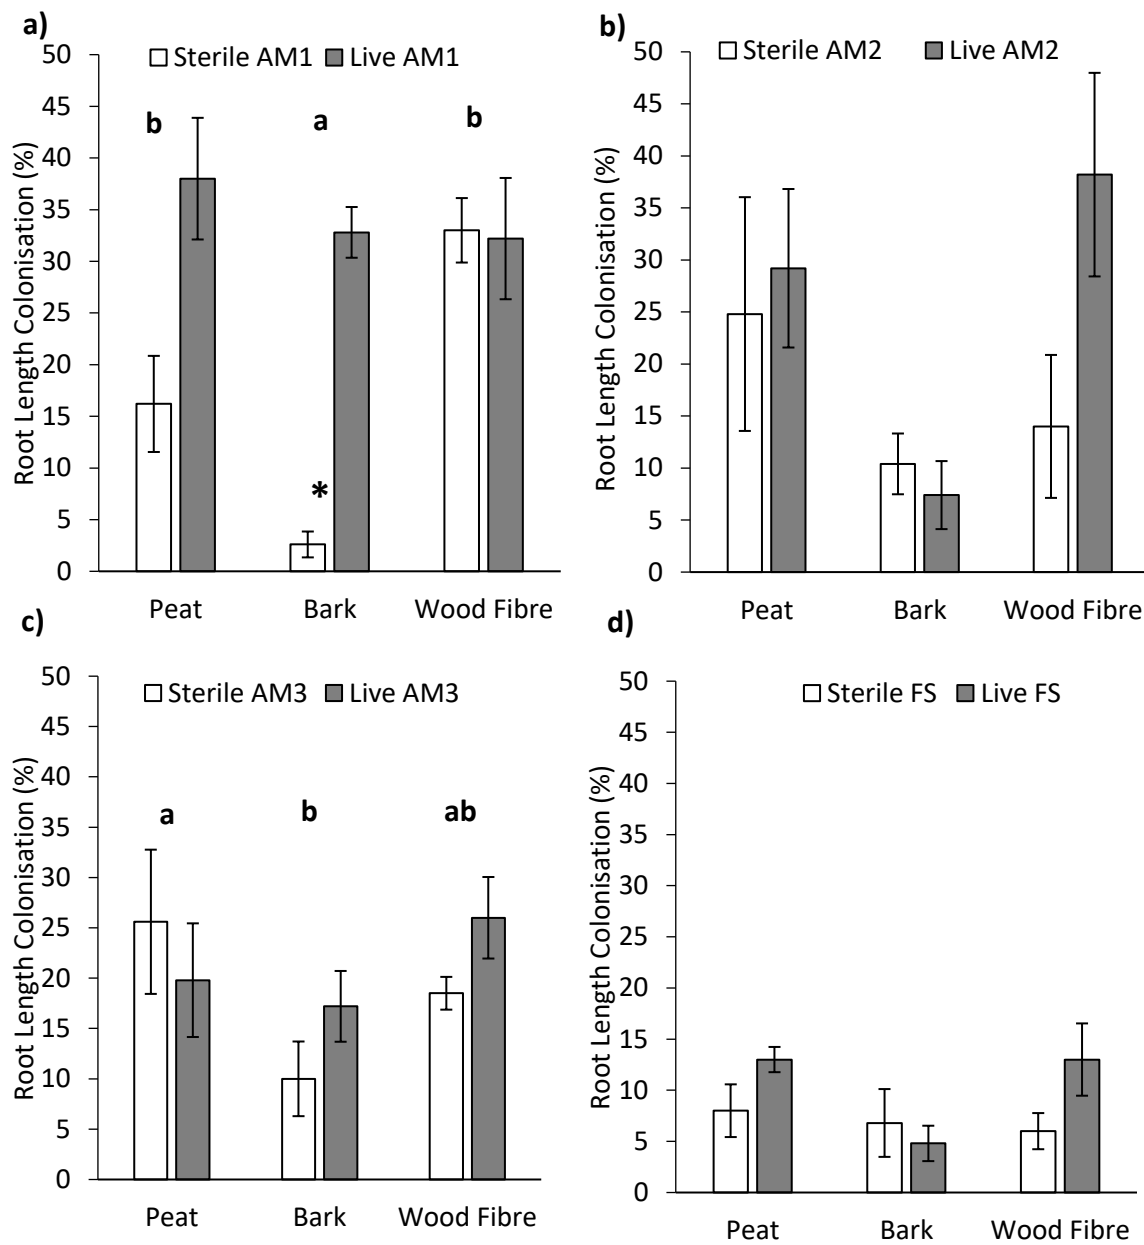 a)
Sterile AM1 Live AM1
Root Length Colonisation (%)
50
45
40
35
30
25
20
15
10
5
0
b
a
b
*
Peat Bark Wood Fibre
b)
Sterile AM2 Live AM2
Root Length Colonisation (%)
50
45
40
35
30
25
20
15
10
5
0
Peat Bark Wood Fibre
c)
Sterile AM3 Live AM3
Root Length Colonisation (%)
50
45
40
35
30
25
20
15
10
5
0
a
b
ab
Peat Bark Wood Fibre
d)
Sterile FS Live FS
Root Length Colonisation (%)
50
45
40
35
30
25
20
15
10
5
0
Peat Bark Wood Fibre